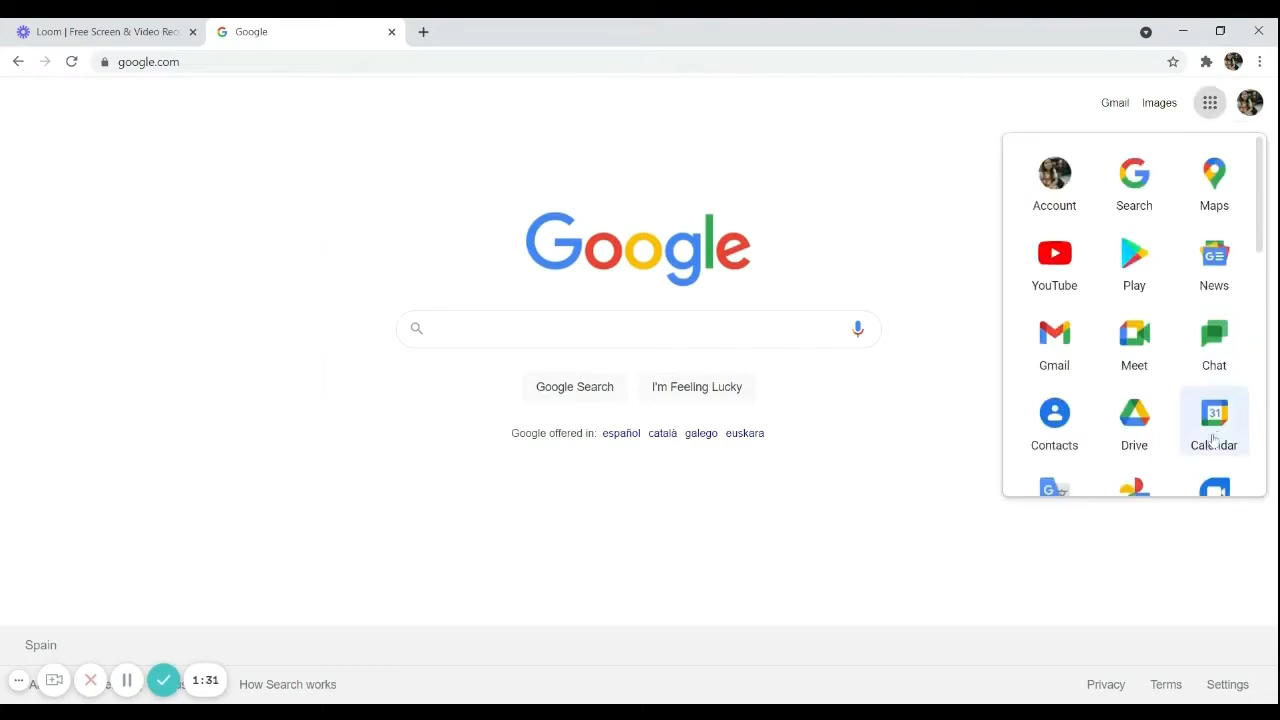 Loom | Free Screen & Video Rec
Google
google.com
Gmail Images
Account Search Maps
YouTube Play News
Gmail Meet Chat
31
Contacts Drive Calendar
Google
Google Search I'm Feeling Lucky
Google offered in: español català galego euskara
Spain
1:31
How Search works
Privacy Terms Settings